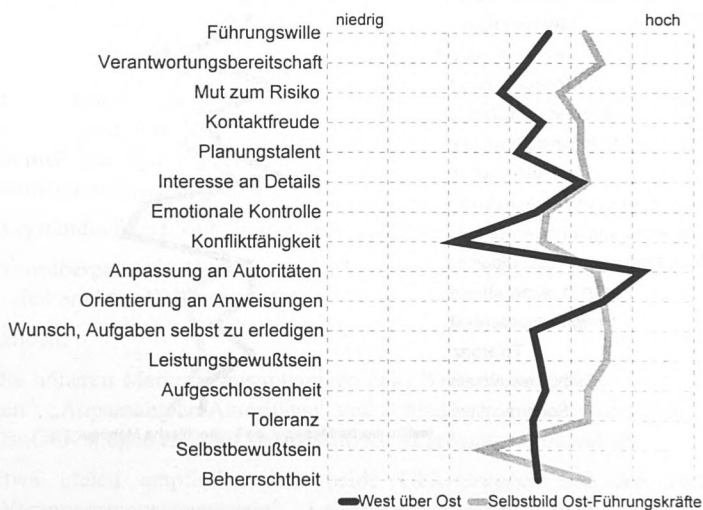 niedrig hoch
Führungswille
Verantwortungsbereitschaft
Mut zum Risiko
Kontaktfreude
Planungstalent
Interesse an Details
Emotionale Kontrolle
Konfliktfähigkeit
Anpassung an Autoritäten
Orientierung an Anweisungen
Wunsch, Aufgaben selbst zu erledigen
Leistungsbewußtsein
Aufgeschlossenheit
Toleranz
Selbstbewußtsein
Beherrschtheit
West über Ost Selbstbild Ost-Führungskräfte